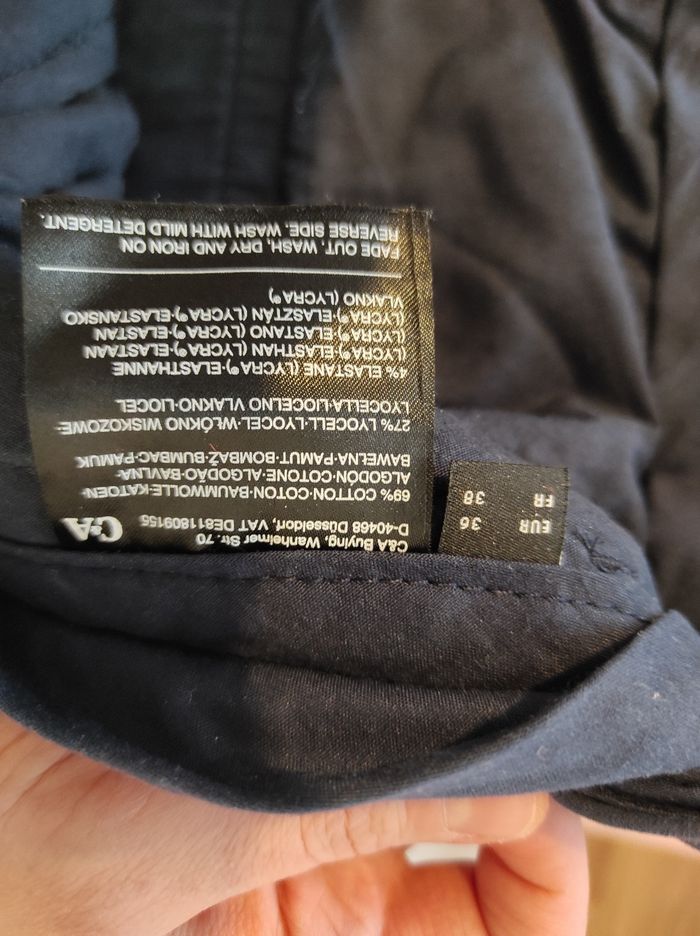 C&A
C&A Buying, Wanheimer Str. 70
D-40468 Düsseldorf, VAT DE811809155
69% COTTON·COTON·BAUMWOLLE·KATOEN·
ALGODÓN·COTONE·ALGODÃO·BAVLNA·
BAWEŁNA·PAMUT·BOMBAŽ·BUMBAC·PAMUK
27% LYOCELL·LYOCEL·WŁÓKNO WISKOZOWE·
LYOCELLA·LIOCELNO VLAKNO·LIOCEL
4% ELASTANE (LYCRA®)·ELASTHANNE
(LYCRA®)·ELASTHAN (LYCRA®)·ELASTAAN
(LYCRA®)·ELASTANO (LYCRA®)·ELASTAN
(LYCRA®)·ELASZTÁN (LYCRA®)·ELASTANSKO
VLAKNO (LYCRA®)
FADE OUT. WASH, DRY AND IRON ON
REVERSE SIDE. WASH WITH MILD DETERGENT.
EUR 36
FR 38